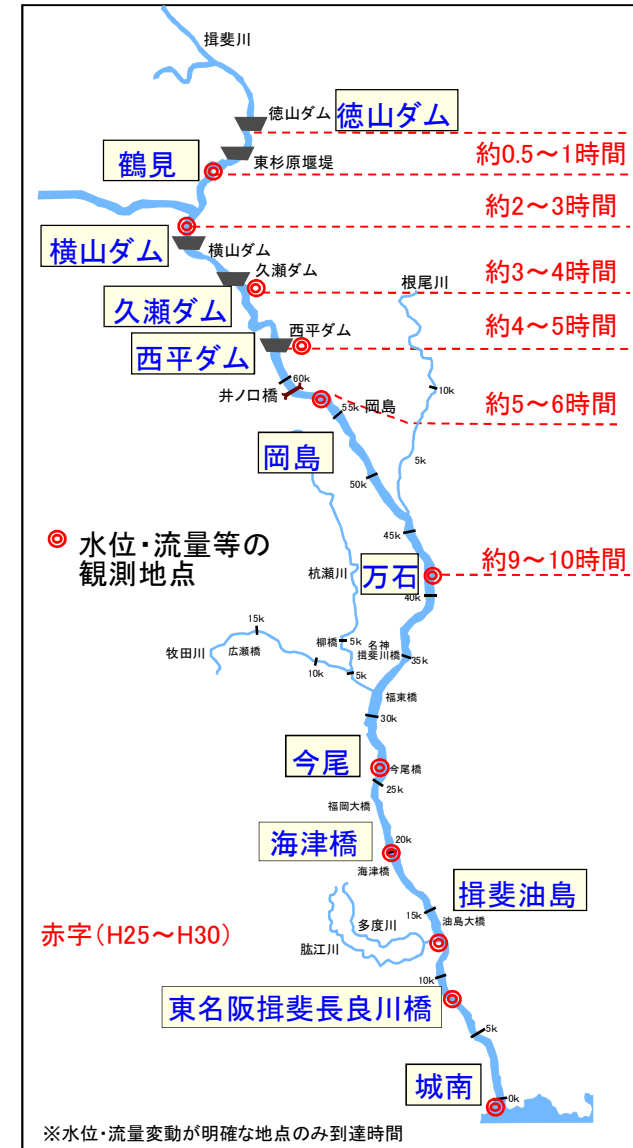 揖斐川
徳山ダム
徳山ダム
約0.5～1時間
東杉原堰堤
鶴見
約2～3時間
横山ダム
横山ダム
久瀬ダム
約3～4時間
根尾川
久瀬ダム
西平ダム
約4～5時間
西平ダム
60k
10k
井ノ口橋
55k
岡島
約5～6時間
岡島
5k
50k
45k
◎ 水位・流量等の
観測地点
杭瀬川
万石
約9～10時間
40k
15k
牧田川
広瀬橋
柳橋
5k
名神
揖斐川橋
35k
10k
5k
福東橋
30k
今尾
今尾橋
25k
福岡大橋
海津橋
20k
海津橋
揖斐油島
15k
油島大橋
赤字（H25～H30）
多度川
肱江川
10k
東名阪揖斐長良川橋
5k
城南
0k
※水位・流量変動が明確な地点のみ到達時間